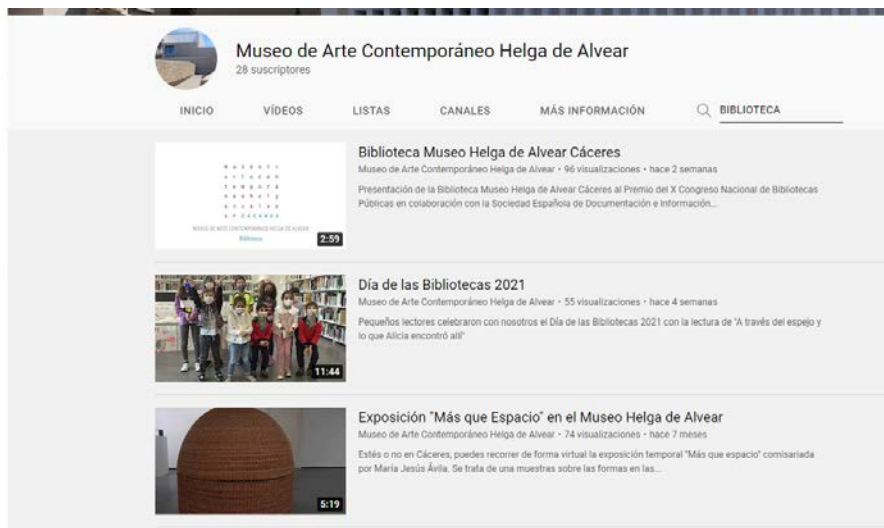 Museo de Arte Contemporáneo Helga de Alvear
28 suscriptores
INICIO VÍDEOS LISTAS CANALES MÁS INFORMACIÓN BIBLIOTECA
Biblioteca Museo Helga de Alvear Cáceres
Museo de Arte Contemporáneo Helga de Alvear • 96 visualizaciones • hace 2 semanas
Presentación de la Biblioteca Museo Helga de Alvear Cáceres al Premio del X Congreso Nacional de Bibliotecas
Públicas en colaboración con la Sociedad Española de Documentación e Información...
MUSEO DE ARTE CONTEMPORÁNEO HELGA DE ALVEAR
Biblioteca
2:59
Día de las Bibliotecas 2021
Museo de Arte Contemporáneo Helga de Alvear • 55 visualizaciones • hace 4 semanas
Pequeños lectores celebraron con nosotros el Día de las Bibliotecas 2021 con la lectura de "A través del espejo y
lo que Alicia encontró allí"
11:44
Exposición "Más que Espacio" en el Museo Helga de Alvear
Museo de Arte Contemporáneo Helga de Alvear • 74 visualizaciones • hace 7 meses
Estés o no en Cáceres, puedes recorrer de forma virtual la exposición temporal "Más que espacio" comisariada
por María Jesús Ávila. Se trata de una muestras sobre las formas en las...
5:19